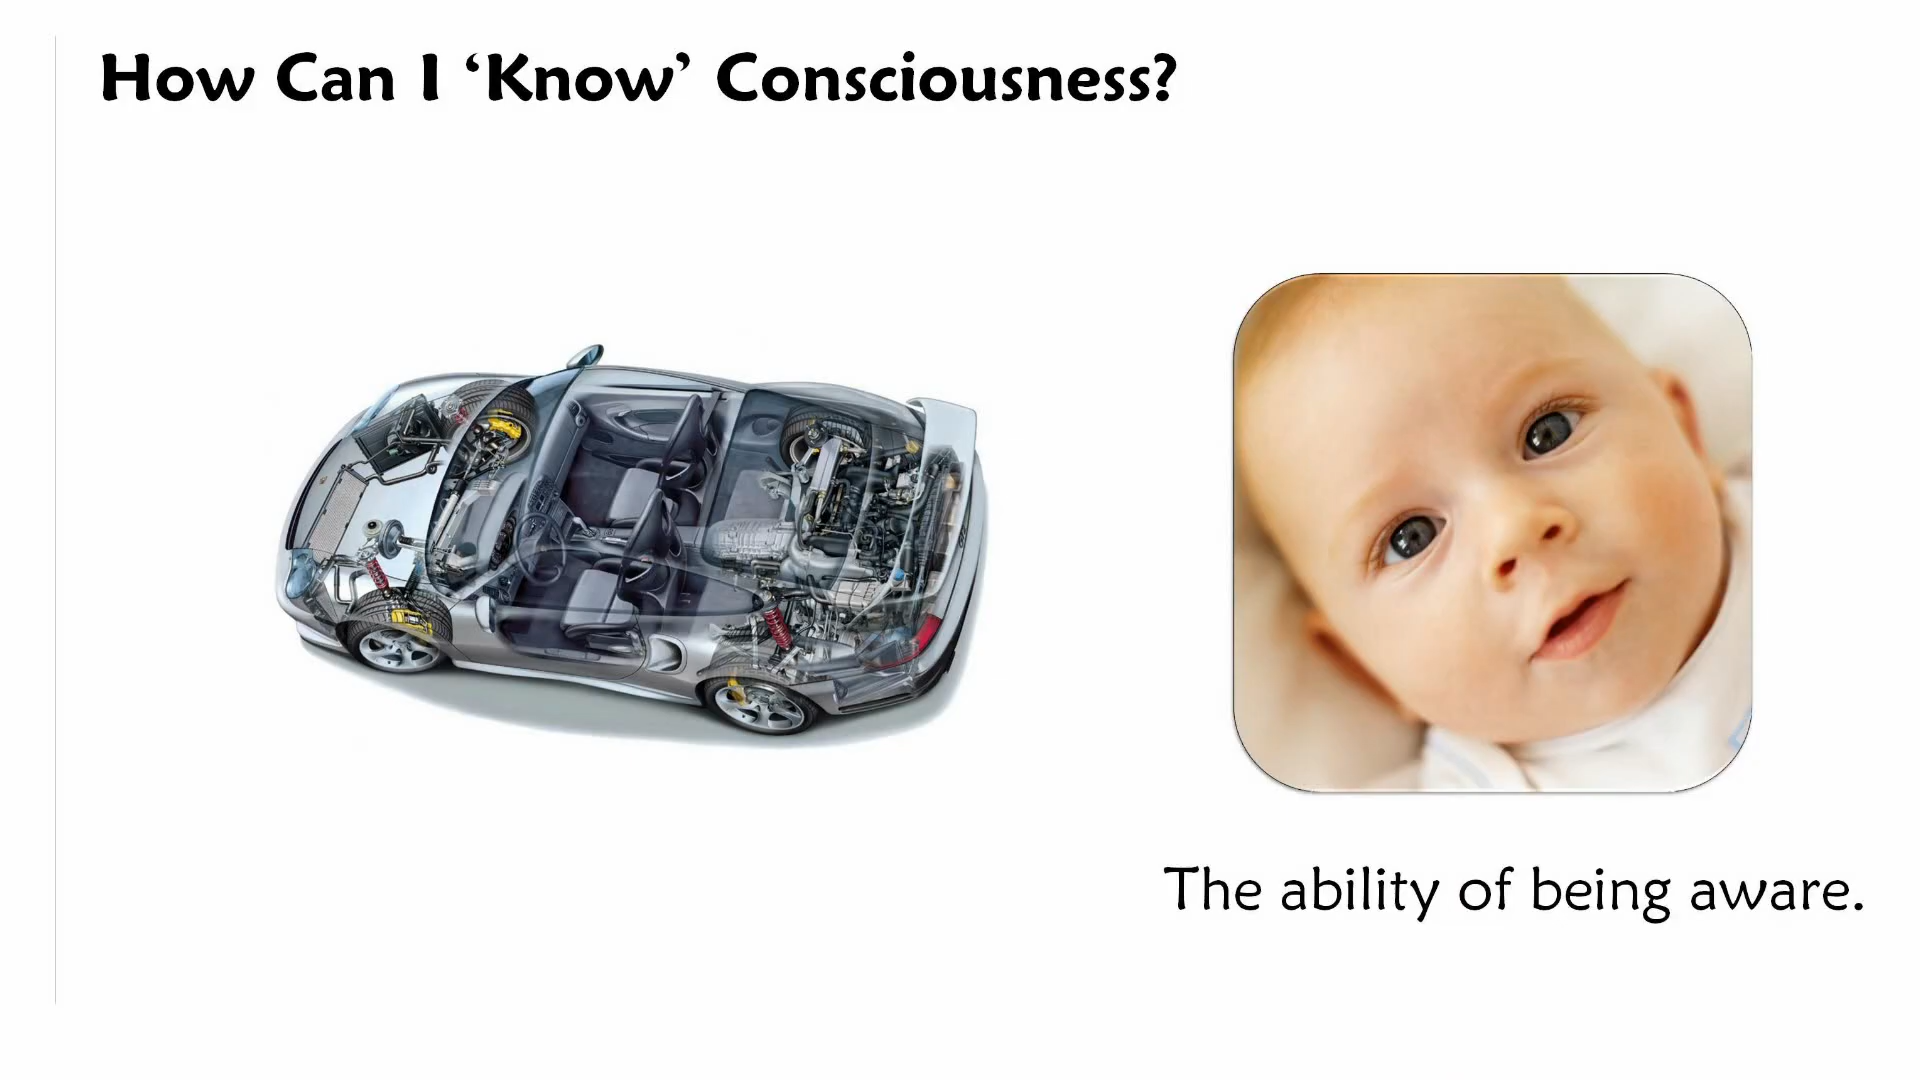 How Can I ‘Know’ Consciousness?
The ability of being aware.